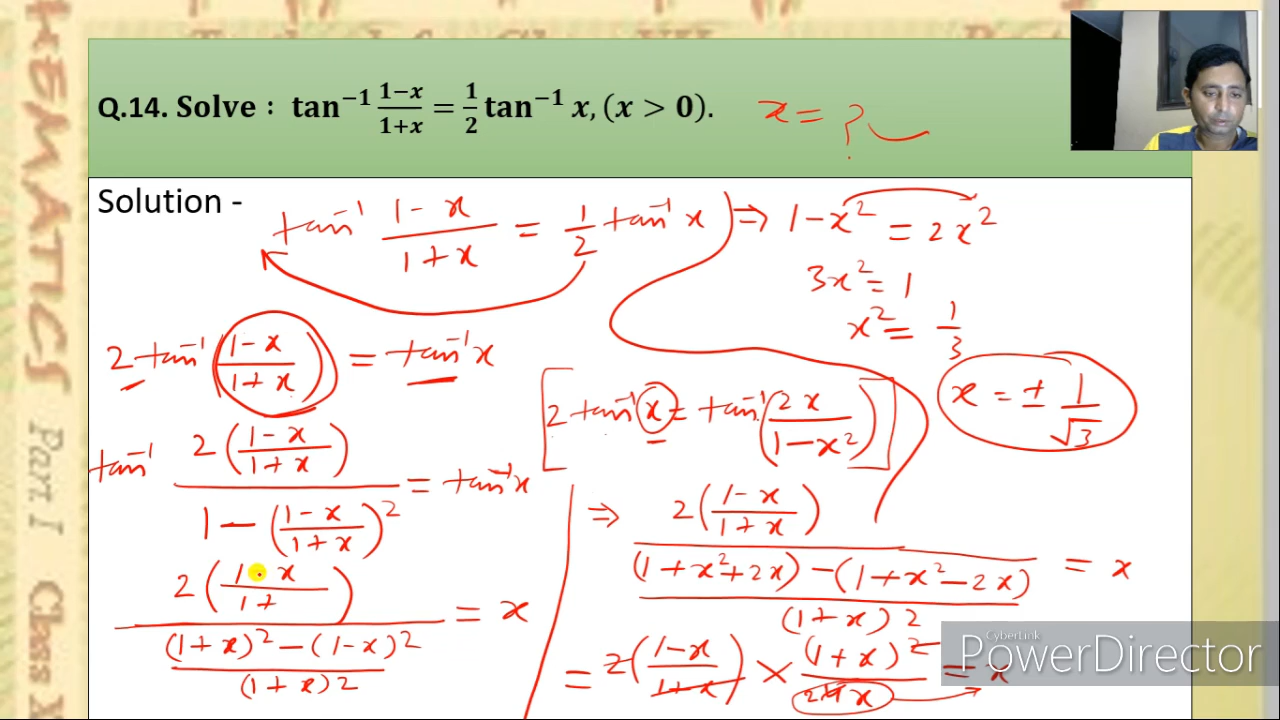 Q.14. Solve : tan⁻¹ (1−x)/(1+x) = 1/2 tan⁻¹ x, (x > 0).
x = ?
Solution -
tan⁻¹ (1-x)/(1+x) = 1/2 tan⁻¹ x
2 tan⁻¹ ((1-x)/(1+x)) = tan⁻¹ x
[2 tan⁻¹ x = tan⁻¹ (2x/(1-x²))]
tan⁻¹ 2((1-x)/(1+x)) / (1 - ((1-x)/(1+x))²) = tan⁻¹ x
2((1-x)/(1+ )) / (((1+x)² - (1-x)²)/(1+x)2) = x
⇒ 2((1-x)/(1+x)) / (((1+x²+2x) - (1+x²-2x))/(1+x)2) = x
= 2((1-x)/(1+x)) × (1+x)²/(24x) = x
⇒ 1-x² = 2x²
3x² = 1
x² = 1/3
x = ± 1/√3
CyberLink
PowerDirector
MATICS Part I Class X